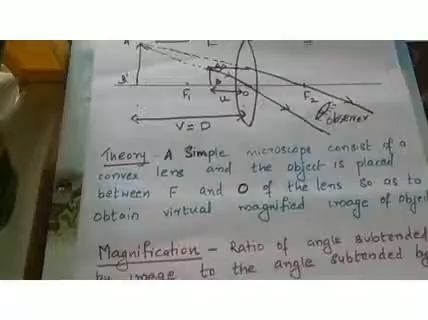 A'
L
A
B'
F₁
B
O
F₂
u
observer
V = D
Theory - A Simple microscope consist of a
convex lens and the object is placed
between F and O of the lens so as to
obtain virtual magnified image of object
Magnification - Ratio of angle subtended
by image to the angle subtended by